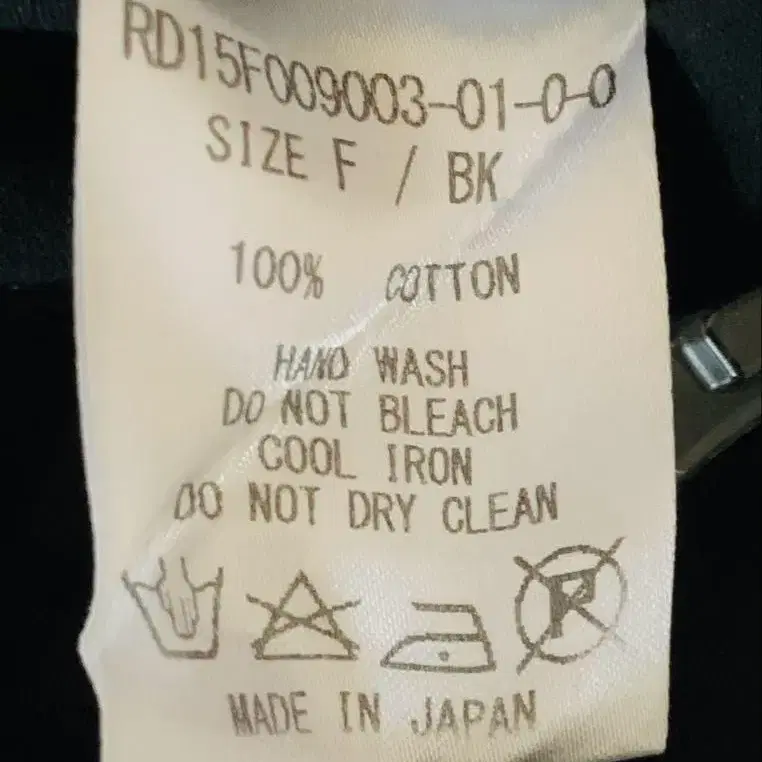 RD15F009003-01-0-0
SIZE F / BK
100% COTTON
HAND WASH
DO NOT BLEACH
COOL IRON
DO NOT DRY CLEAN
P
MADE IN JAPAN